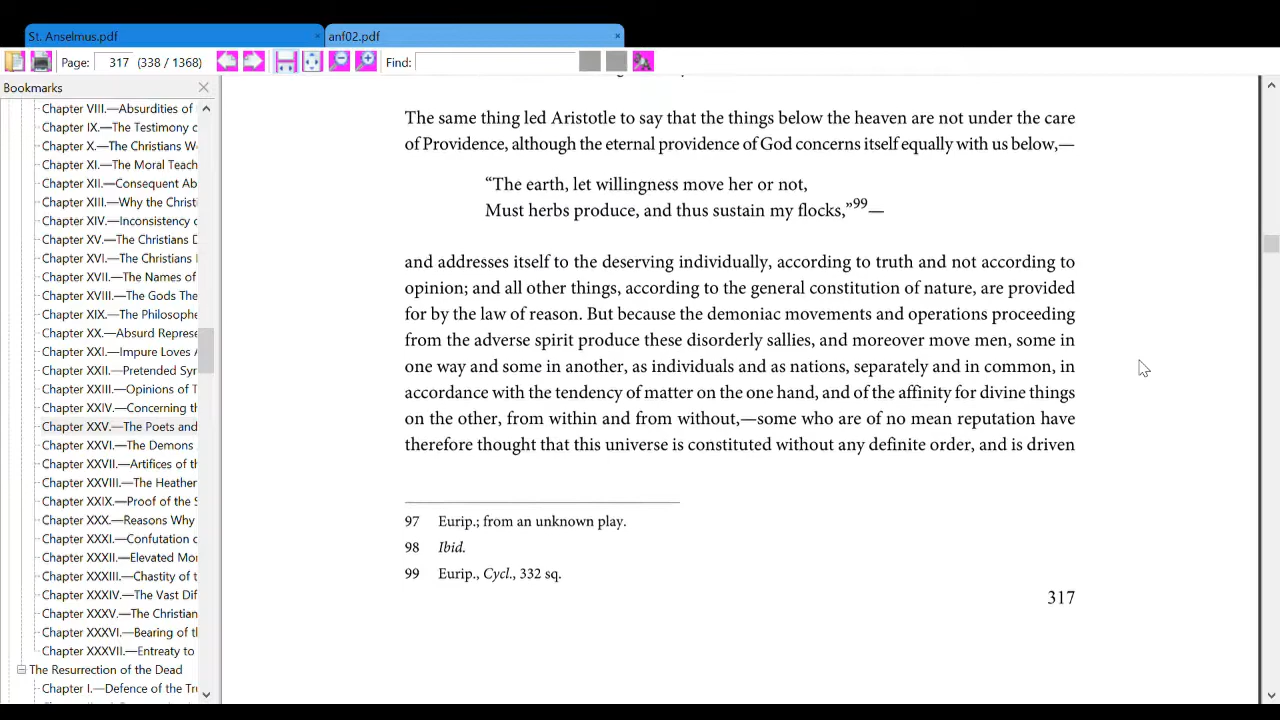 St. Anselmus.pdf
anf02.pdf
Page: 317 (338 / 1368)
Find:
Bookmarks
Chapter VIII.—Absurdities of
Chapter IX.—The Testimony o
Chapter X.—The Christians W
Chapter XI.—The Moral Teach
Chapter XII.—Consequent Ab
Chapter XIII.—Why the Christi
Chapter XIV.—Inconsistency o
Chapter XV.—The Christians D
Chapter XVI.—The Christians
Chapter XVII.—The Names of
Chapter XVIII.—The Gods The
Chapter XIX.—The Philosophe
Chapter XX.—Absurd Represe
Chapter XXI.—Impure Loves A
Chapter XXII.—Pretended Syr
Chapter XXIII.—Opinions of T
Chapter XXIV.—Concerning th
Chapter XXV.—The Poets and
Chapter XXVI.—The Demons
Chapter XXVII.—Artifices of th
Chapter XXVIII.—The Heather
Chapter XXIX.—Proof of the S
Chapter XXX.—Reasons Why
Chapter XXXI.—Confutation o
Chapter XXXII.—Elevated Mor
Chapter XXXIII.—Chastity of t
Chapter XXXIV.—The Vast Dif
Chapter XXXV.—The Christian
Chapter XXXVI.—Bearing of th
Chapter XXXVII.—Entreaty to
The Resurrection of the Dead
Chapter I.—Defence of the Tru
The same thing led Aristotle to say that the things below the heaven are not under the care
of Providence, although the eternal providence of God concerns itself equally with us below,—
“The earth, let willingness move her or not,
Must herbs produce, and thus sustain my flocks,”99—
and addresses itself to the deserving individually, according to truth and not according to
opinion; and all other things, according to the general constitution of nature, are provided
for by the law of reason. But because the demoniac movements and operations proceeding
from the adverse spirit produce these disorderly sallies, and moreover move men, some in
one way and some in another, as individuals and as nations, separately and in common, in
accordance with the tendency of matter on the one hand, and of the affinity for divine things
on the other, from within and from without,—some who are of no mean reputation have
therefore thought that this universe is constituted without any definite order, and is driven
97 Eurip.; from an unknown play.
98 Ibid.
99 Eurip., Cycl., 332 sq.
317